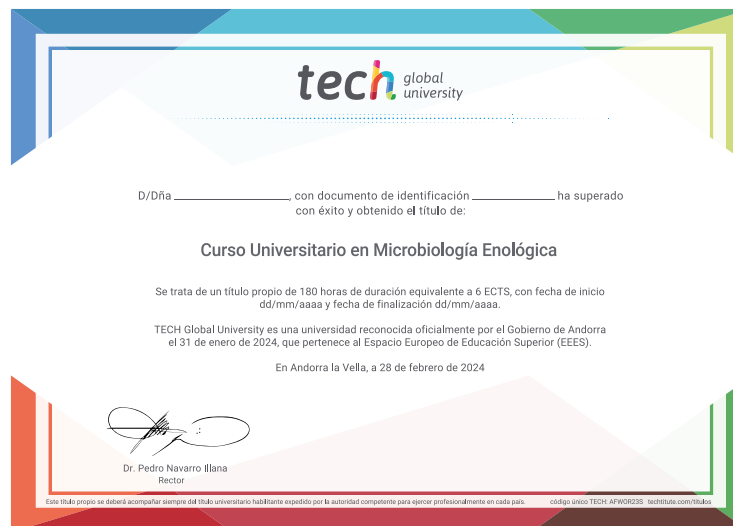 tech global
university
D/Dña ________________, con documento de identificación ____________ ha superado
con éxito y obtenido el título de:
Curso Universitario en Microbiología Enológica
Se trata de un título propio de 180 horas de duración equivalente a 6 ECTS, con fecha de inicio
dd/mm/aaaa y fecha de finalización dd/mm/aaaa.
TECH Global University es una universidad reconocida oficialmente por el Gobierno de Andorra
el 31 de enero de 2024, que pertenece al Espacio Europeo de Educación Superior (EEES).
En Andorra la Vella, a 28 de febrero de 2024
Dr. Pedro Navarro Illana
Rector
Este título propio se deberá acompañar siempre del título universitario habilitante expedido por la autoridad competente para ejercer profesionalmente en cada país. código único TECH: AFWOR23S techtitute.com/titulos